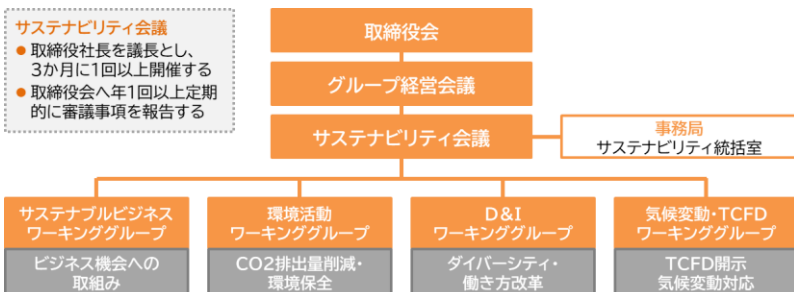 サステナビリティ会議
● 取締役社長を議長とし、
3か月に1回以上開催する
● 取締役会へ年1回以上定期
的に審議事項を報告する
取締役会
グループ経営会議
サステナビリティ会議
事務局
サステナビリティ統括室
サステナブルビジネス
ワーキンググループ
ビジネス機会への
取組み
環境活動
ワーキンググループ
CO2排出量削減・
環境保全
D&I
ワーキンググループ
ダイバーシティ・
働き方改革
気候変動・TCFD
ワーキンググループ
TCFD開示
気候変動対応